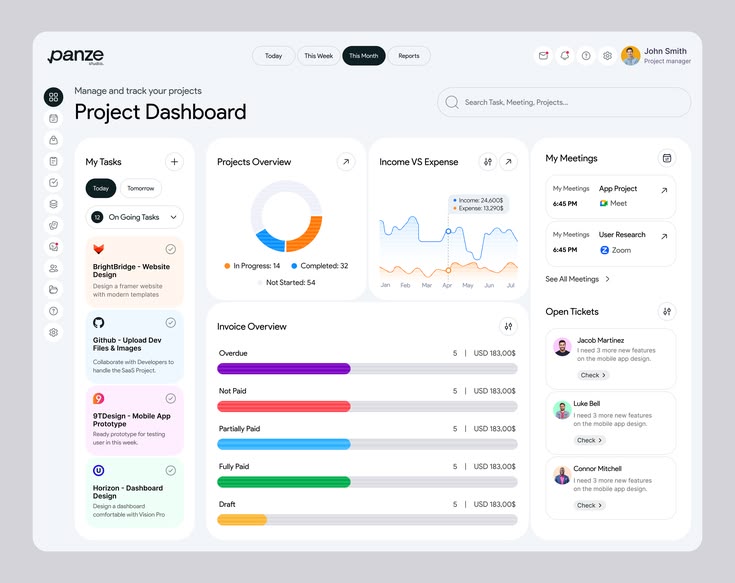 panze
studio.
Today
This Week
This Month
Reports
John Smith
Project manager
Manage and track your projects
Project Dashboard
Search Task, Meeting, Projects...
My Tasks
Today
Tomorrow
12 On Going Tasks
BrightBridge - Website
Design
Design a framer website
with modern templates
Github - Upload Dev
Files & Images
Collaborate with Developers to
handle the SaaS Project.
9TDesign - Mobile App
Prototype
Ready prototype for testing
user in this week.
Horizon - Dashboard
Design
Design a dashboard
comfortable with Vision Pro
Projects Overview
In Progress: 14
Completed: 32
Not Started: 54
Income VS Expense
Income: 24,600$
Expense: 13,290$
Jan Feb Mar Apr May Jun Jul
Invoice Overview
Overdue 5 | USD 183,00$
Not Paid 5 | USD 183,00$
Partially Paid 5 | USD 183,00$
Fully Paid 5 | USD 183,00$
Draft 5 | USD 183,00$
My Meetings
My Meetings App Project
6:45 PM Meet
My Meetings User Research
6:45 PM Zoom
See All Meetings
Open Tickets
Jacob Martinez
I need 3 more new features
on the mobile app design.
Check
Luke Bell
I need 3 more new features
on the mobile app design.
Check
Connor Mitchell
I need 3 more new features
on the mobile app design.
Check